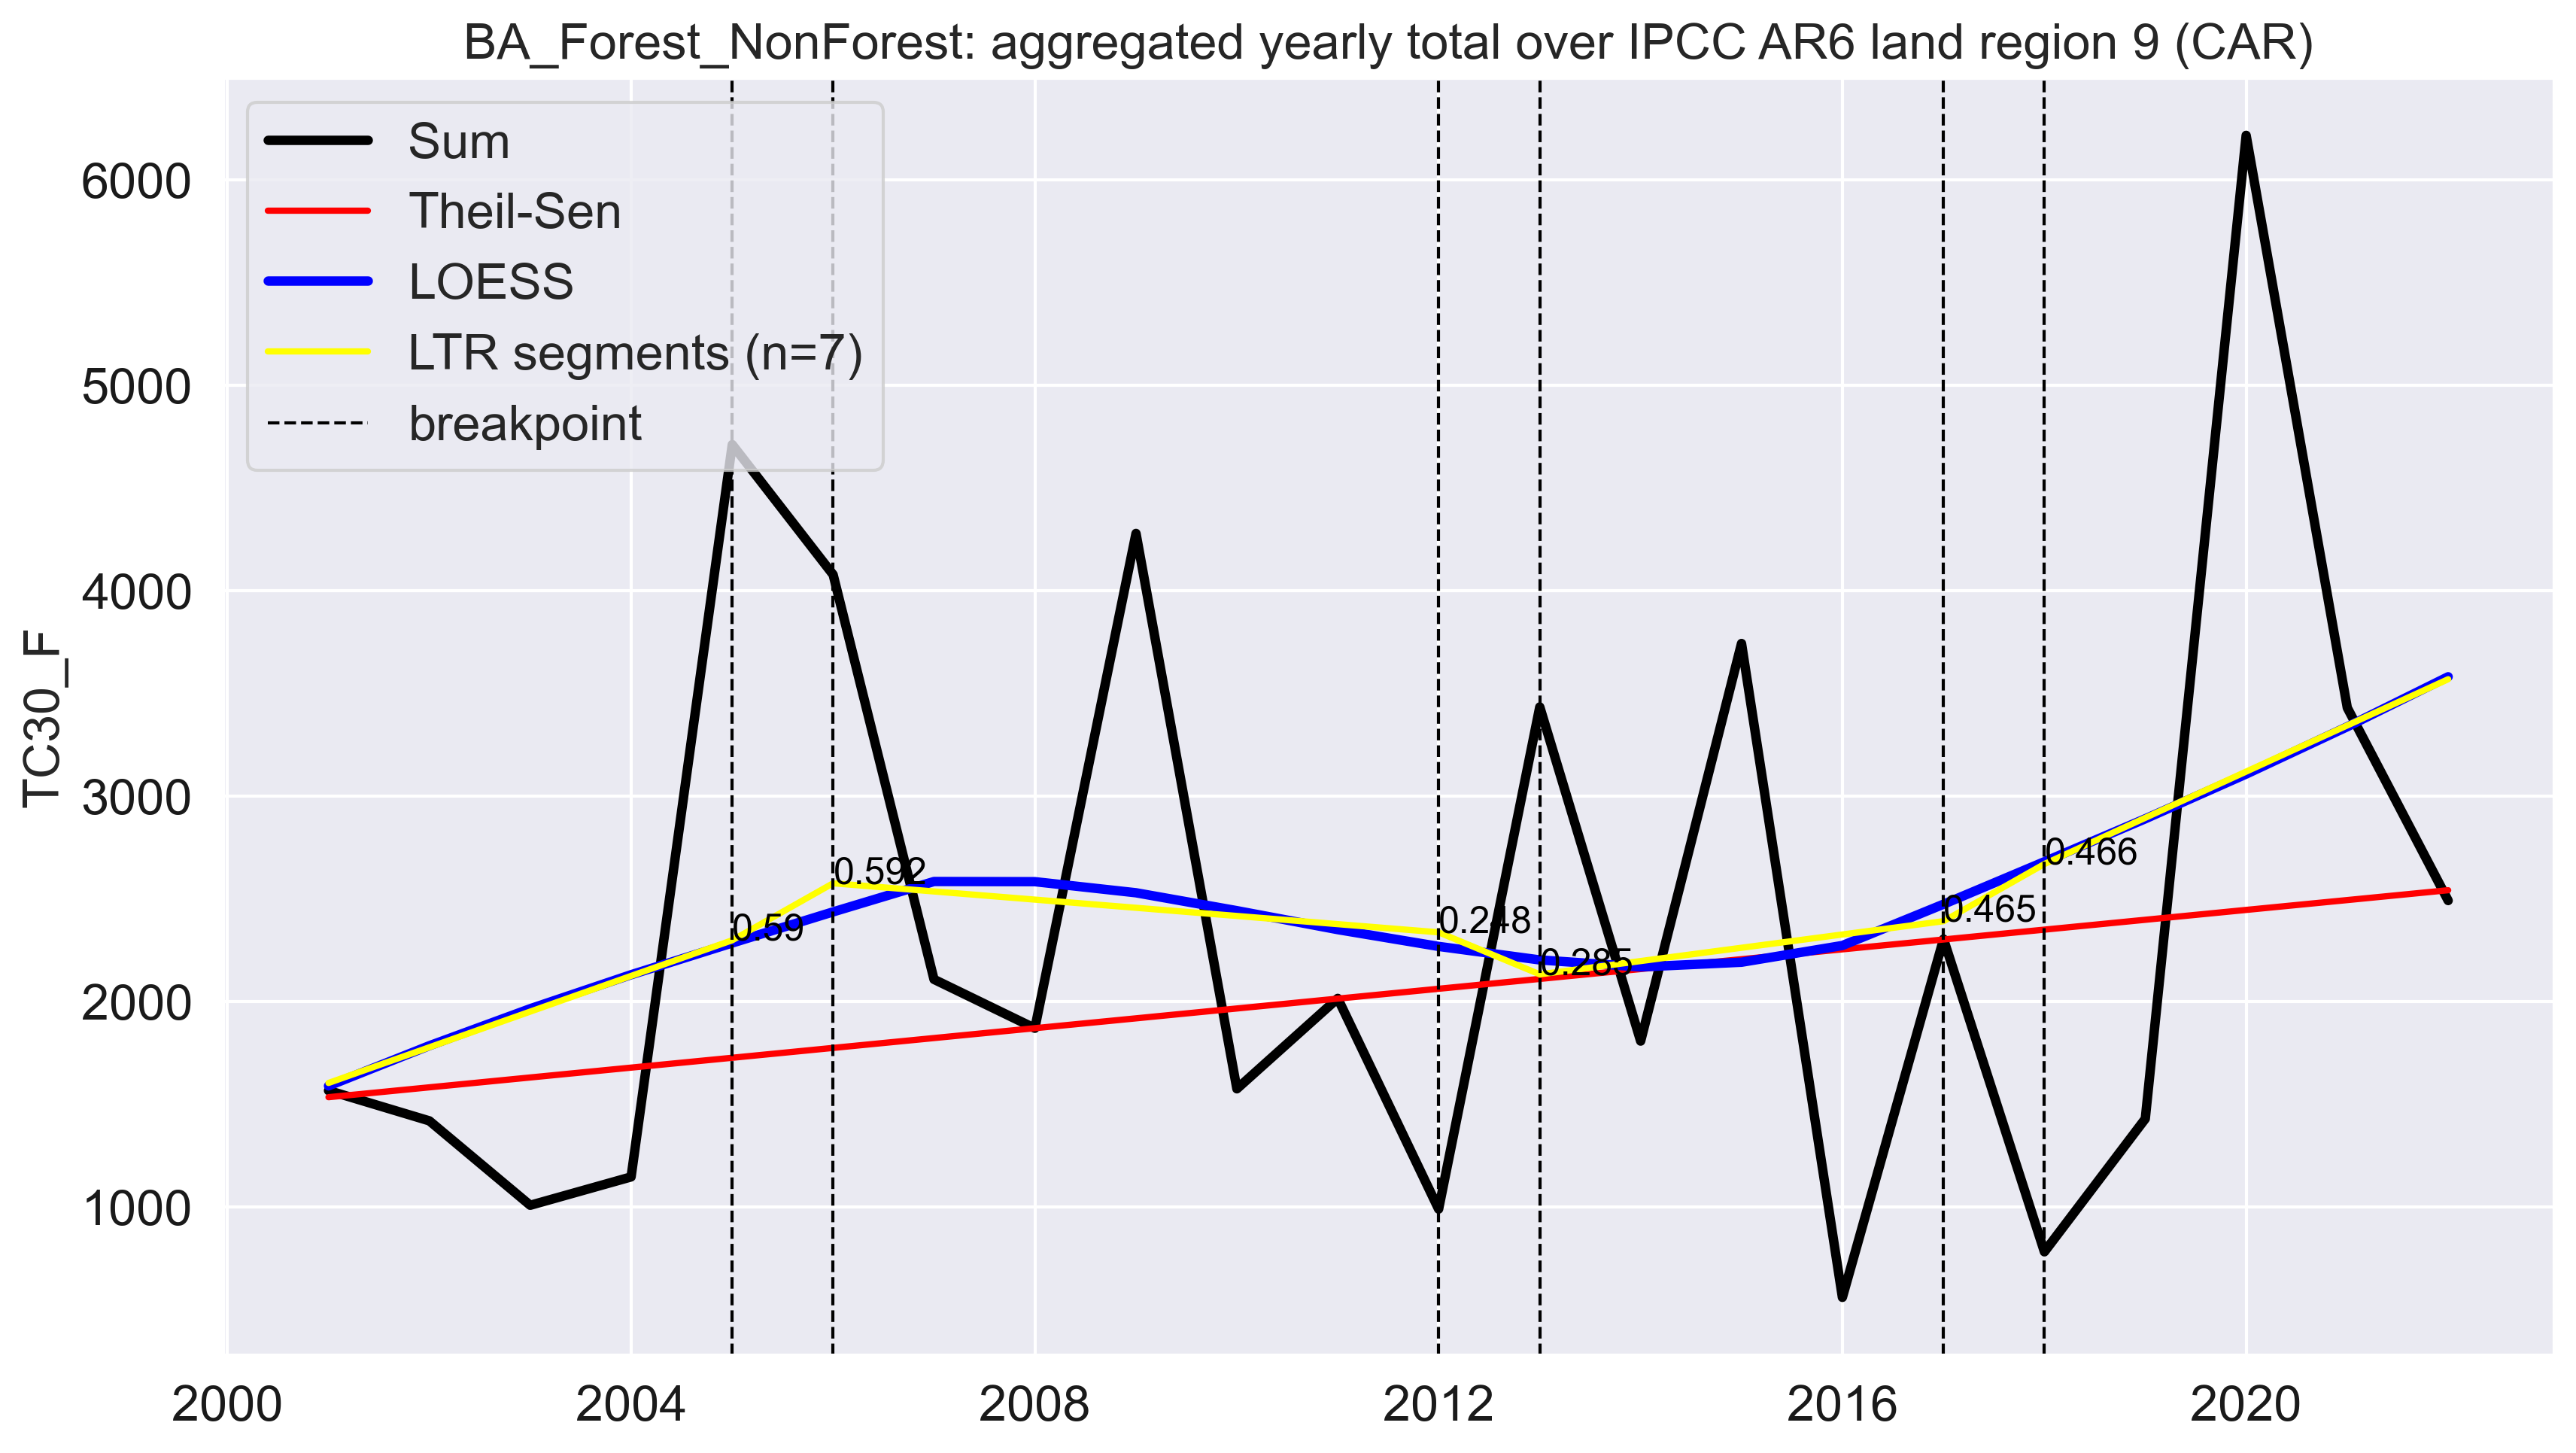 BA_Forest_NonForest: aggregated yearly total over IPCC AR6 land region 9 (CAR)
Sum
Theil-Sen
LOESS
LTR segments (n=7)
breakpoint
TC30_F
6000
5000
4000
3000
2000
1000
0.59
0.592
0.248
0.285
0.465
0.466
2000
2004
2008
2012
2016
2020